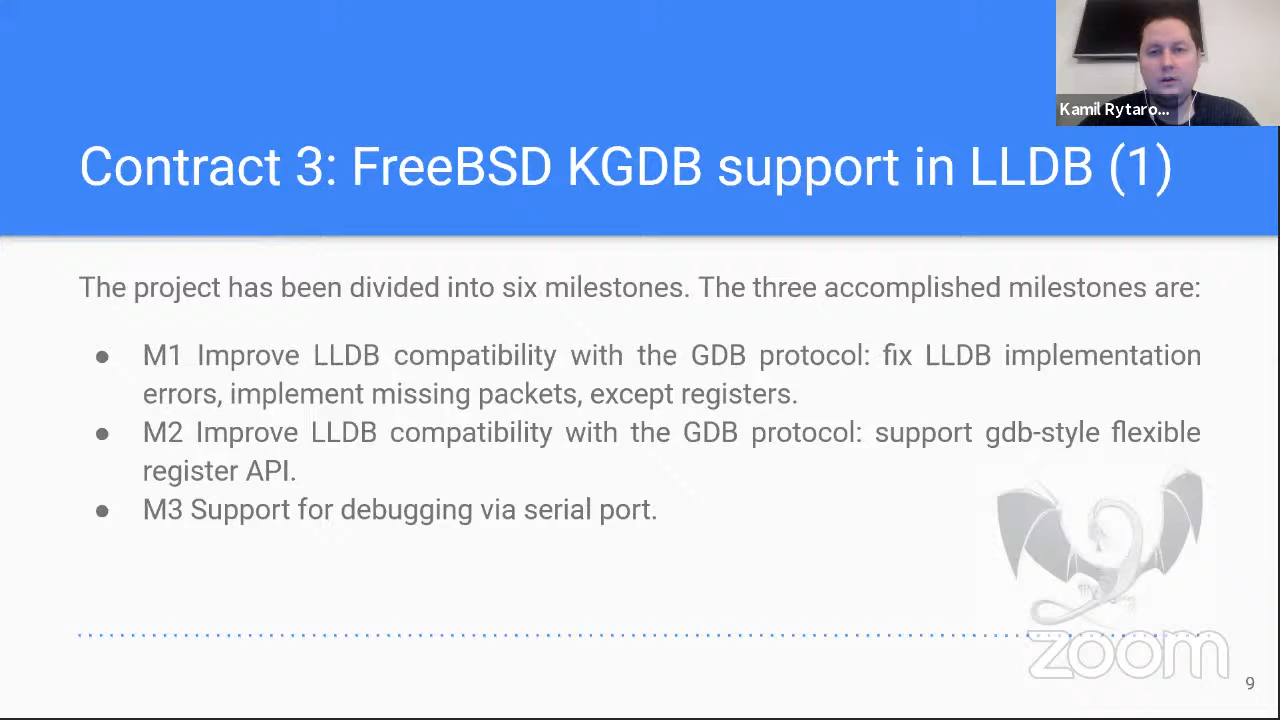 Kamil Rytaro...
Contract 3: FreeBSD KGDB support in LLDB (1)
The project has been divided into six milestones. The three accomplished milestones are:
● M1 Improve LLDB compatibility with the GDB protocol: fix LLDB implementation
errors, implement missing packets, except registers.
● M2 Improve LLDB compatibility with the GDB protocol: support gdb-style flexible
register API.
● M3 Support for debugging via serial port.
zoom
9